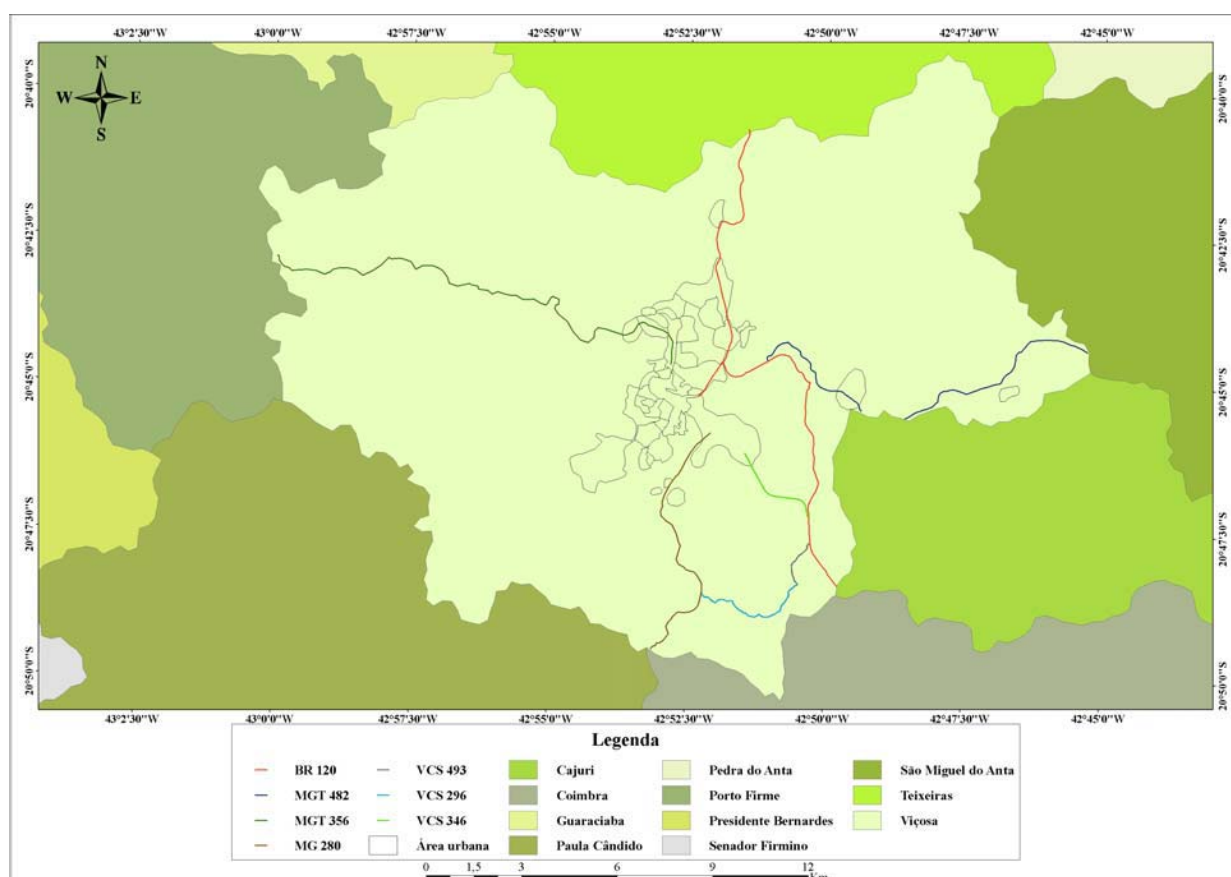 43°2'30"W 43°0'0"W 42°57'30"W 42°55'0"W 42°52'30"W 42°50'0"W 42°47'30"W 42°45'0"W
N
W E
S
20°40'0"S 20°40'0"S
20°42'30"S 20°42'30"S
20°45'0"S 20°45'0"S
20°47'30"S 20°47'30"S
20°50'0"S 20°50'0"S
43°2'30"W 43°0'0"W 42°57'30"W 42°55'0"W 42°52'30"W 42°50'0"W 42°47'30"W 42°45'0"W
Legenda
BR 120 VCS 493 Cajuri Pedra do Anta São Miguel do Anta
MGT 482 VCS 296 Coimbra Porto Firme Teixeiras
MGT 356 VCS 346 Guaraciaba Presidente Bernardes Viçosa
MG 280 Área urbana Paula Cândido Senador Firmino
0 1,5 3 6 9 12
Km